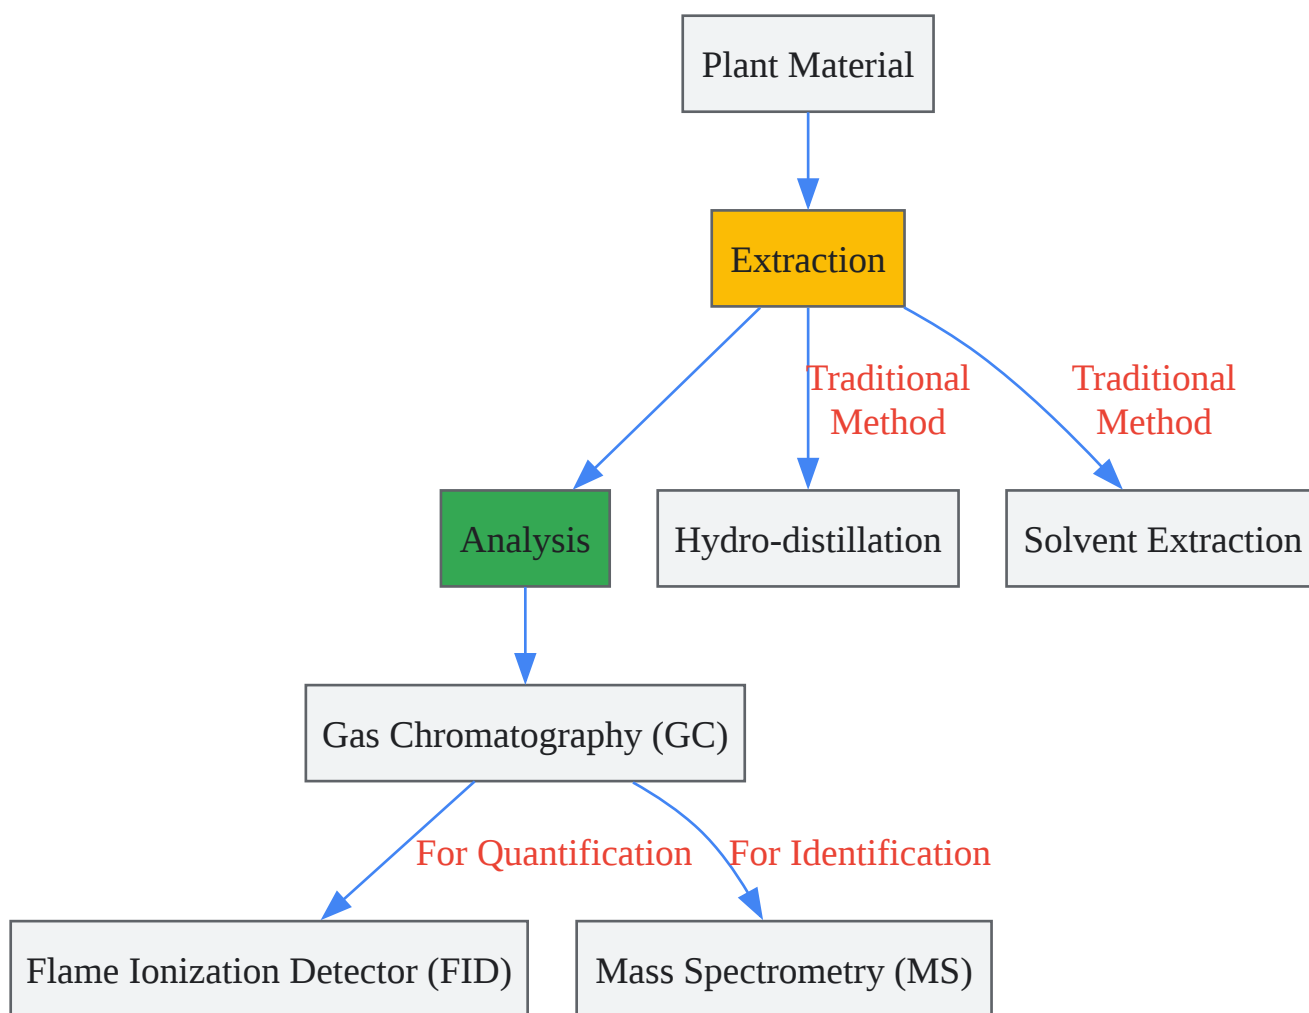 Plant Material
Extraction
Traditional
Method
Traditional
Method
Analysis
Hydro-distillation
Solvent Extraction
Gas Chromatography (GC)
For Quantification
For Identification
Flame Ionization Detector (FID)
Mass Spectrometry (MS)